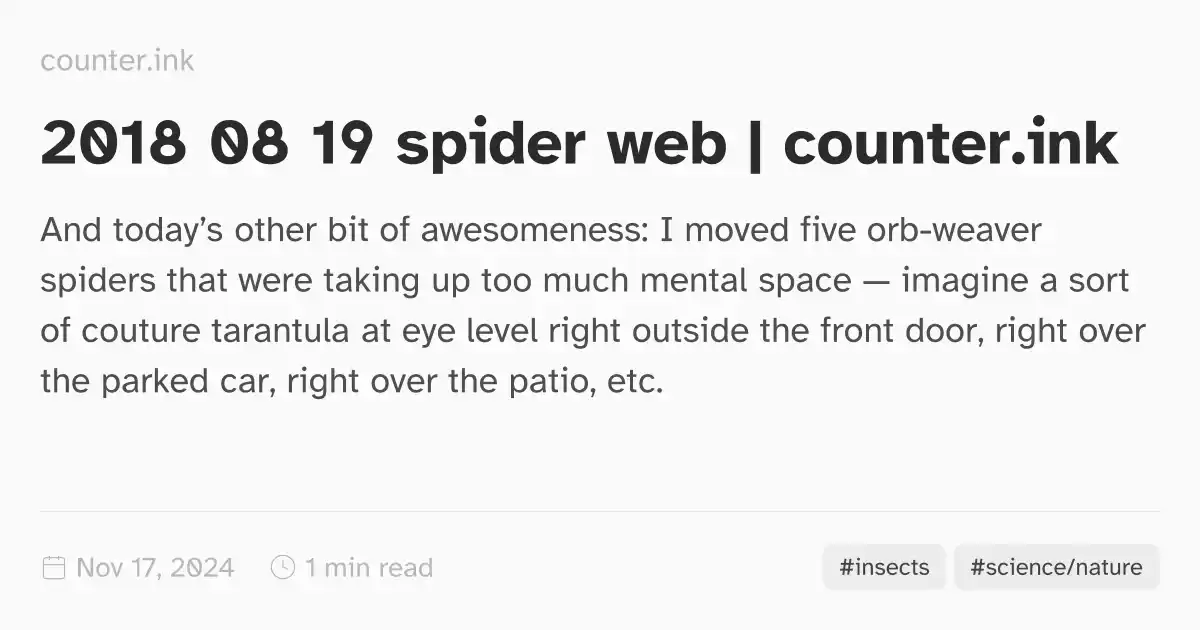 counter.ink
2018 08 19 spider web | counter.ink
And today’s other bit of awesomeness: I moved five orb-weaver
spiders that were taking up too much mental space — imagine a sort
of couture tarantula at eye level right outside the front door, right over
the parked car, right over the patio, etc.
Nov 17, 2024 1 min read #insects #science/nature